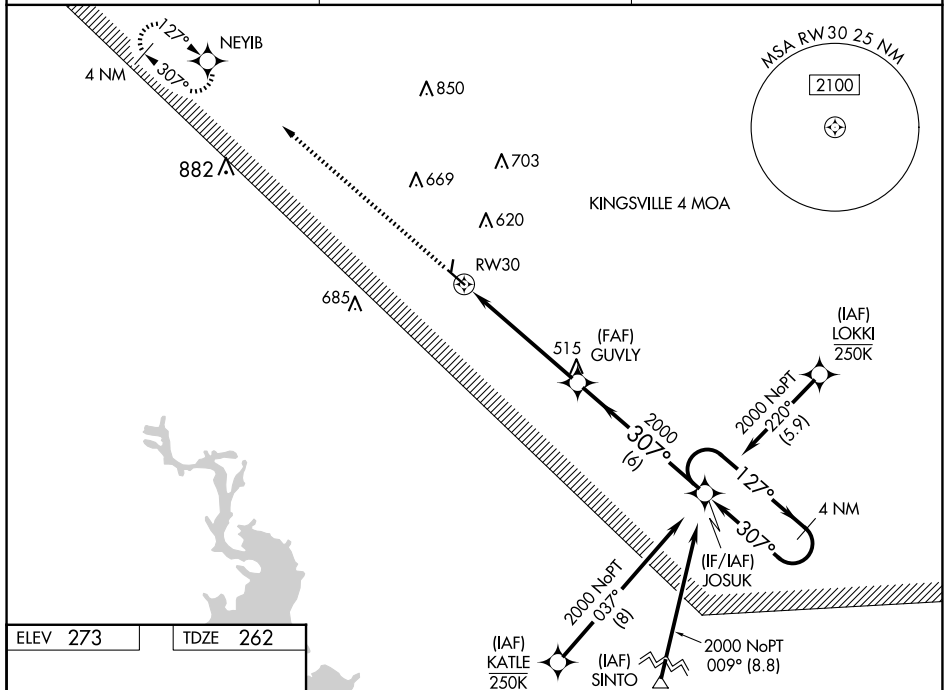 MSA RW30 25 NM
2100
127°
NEYIB
4 NM
307°
850
882
703
669
620
KINGSVILLE 4 MOA
RW30
685
(FAF)
GUVLY
515
(IAF)
LOKKI
250K
2000 NoPT
220°
(5.9)
2000
307°
(6)
127°
4 NM
307°
(IF/IAF)
JOSUK
2000 NoPT
037°
(8)
2000 NoPT
009° (8.8)
(IAF)
KATLE
250K
(IAF)
SINTO
ELEV 273
TDZE 262